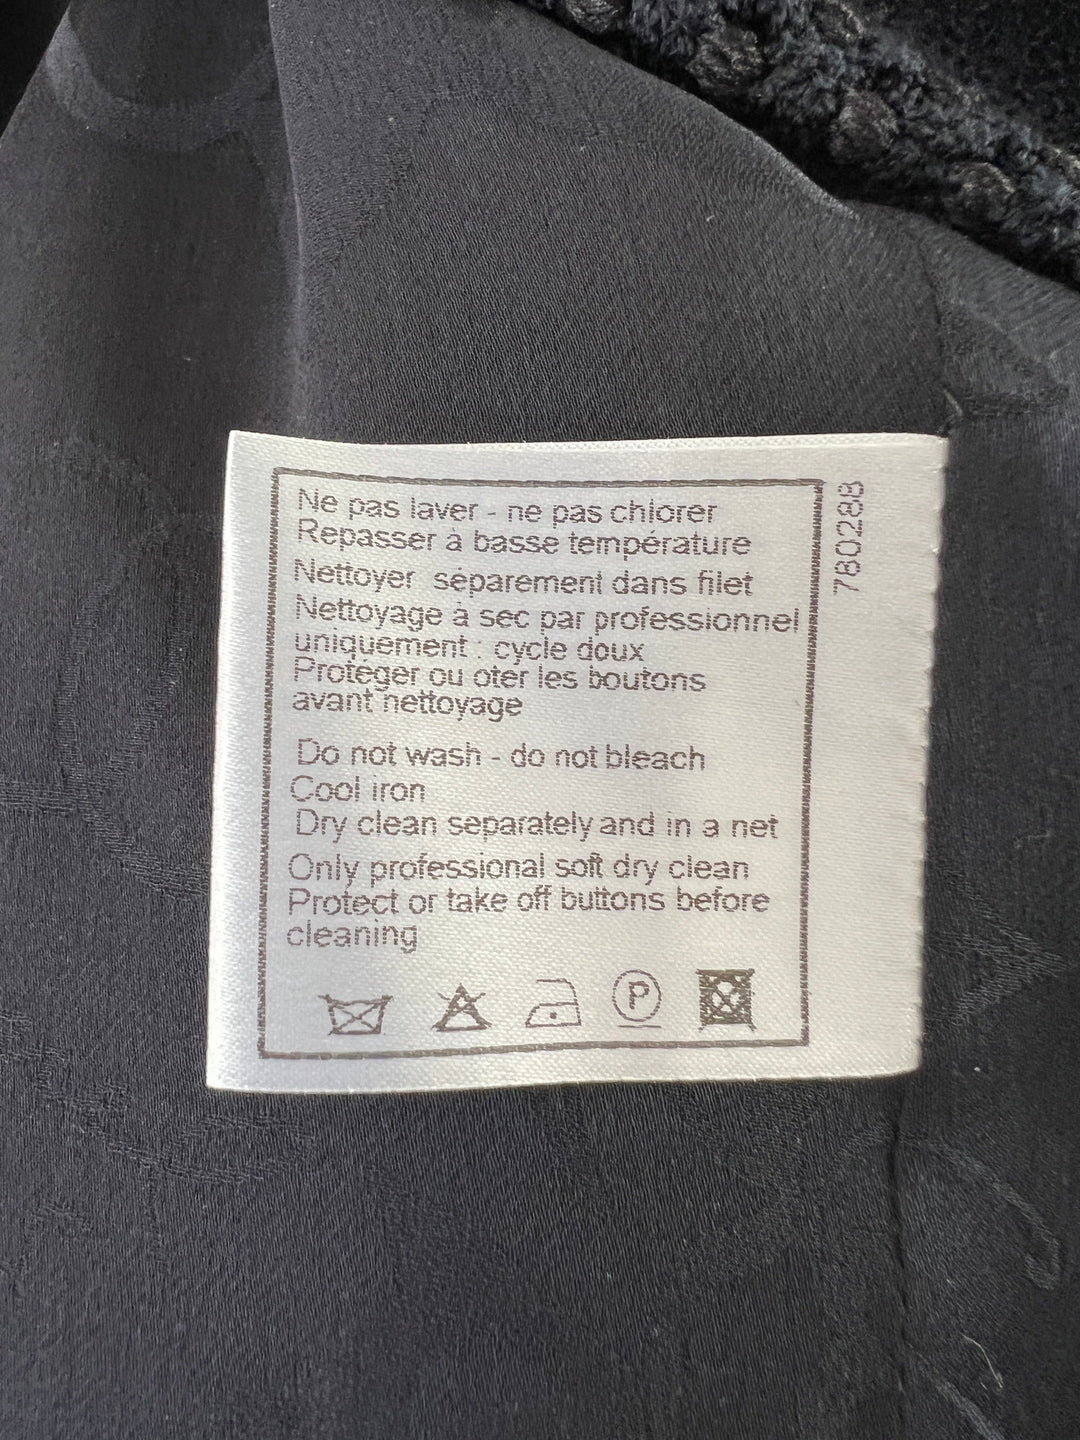 Ne pas laver - ne pas chlorer
Repasser à basse température
Nettoyer séparement dans filet
Nettoyage à sec par professionnel
uniquement : cycle doux
Protéger ou oter les boutons
avant nettoyage
Do not wash - do not bleach
Cool iron
Dry clean separately and in a net
Only professional soft dry clean
Protect or take off buttons before
cleaning
P
780288